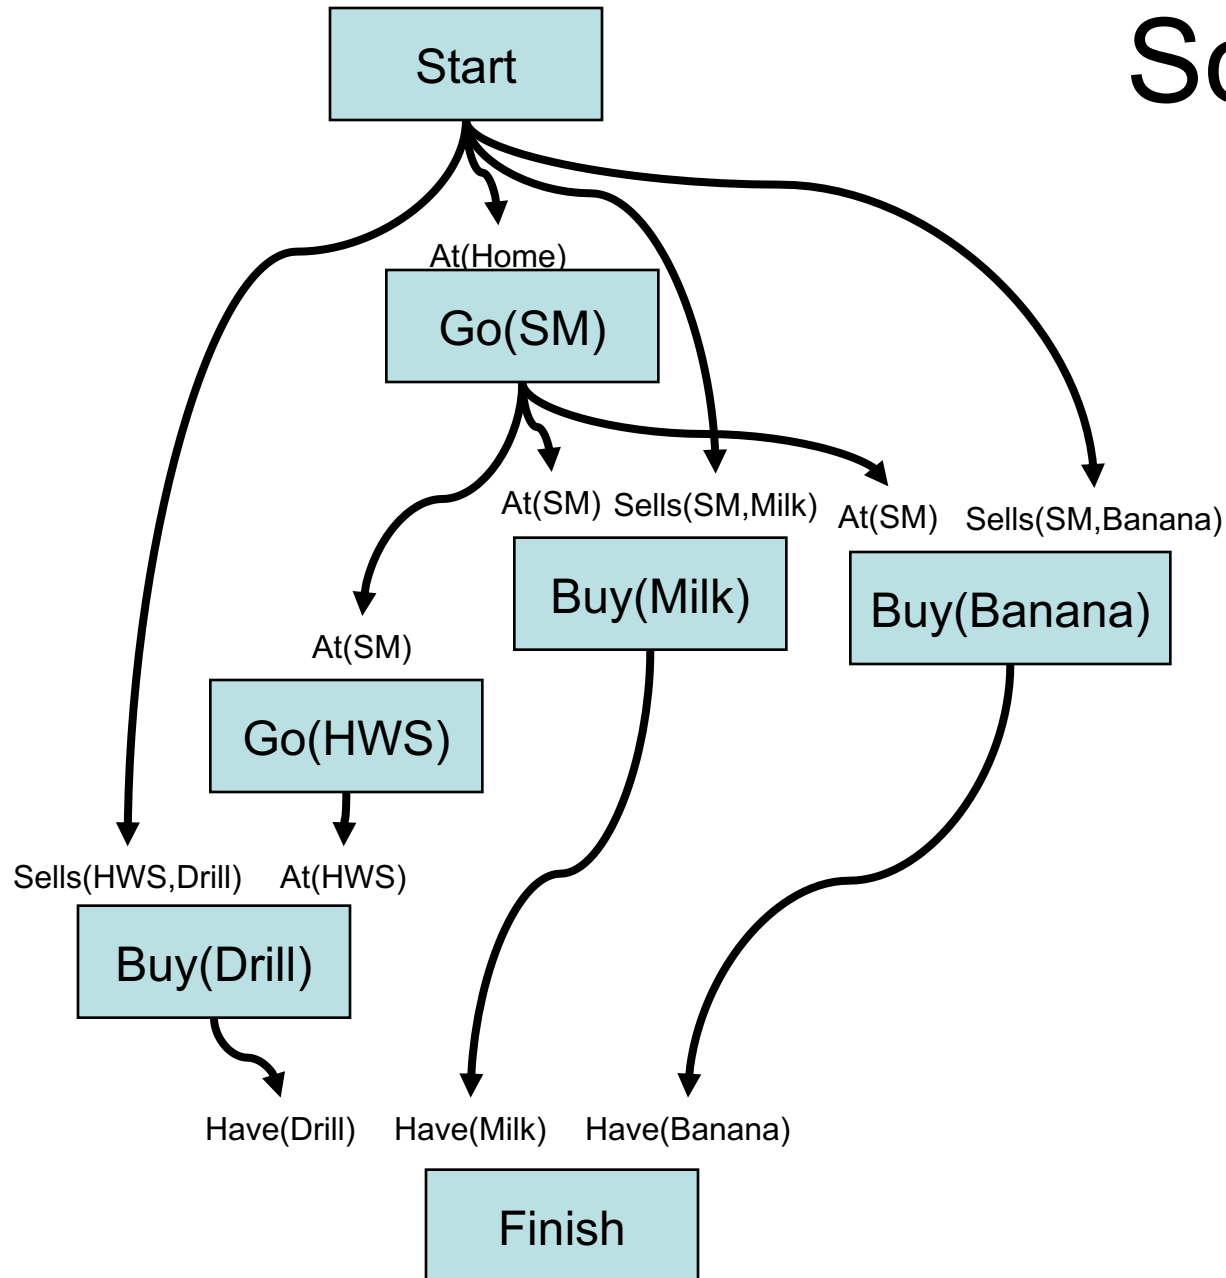 Start
At(Home)
Go(SM)
At(SM) Sells(SM,Milk) At(SM) Sells(SM,Banana)
Buy(Milk)
Buy(Banana)
At(SM)
Go(HWS)
Sells(HWS,Drill) At(HWS)
Buy(Drill)
Have(Drill) Have(Milk) Have(Banana)
Finish